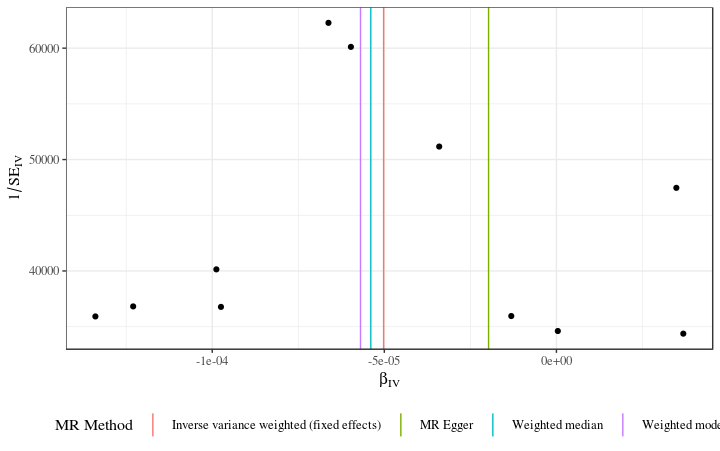 60000
50000
40000
1/SE_IV
-1e-04
-5e-05
0e+00
β_IV
MR Method
Inverse variance weighted (fixed effects)
MR Egger
Weighted median
Weighted mode